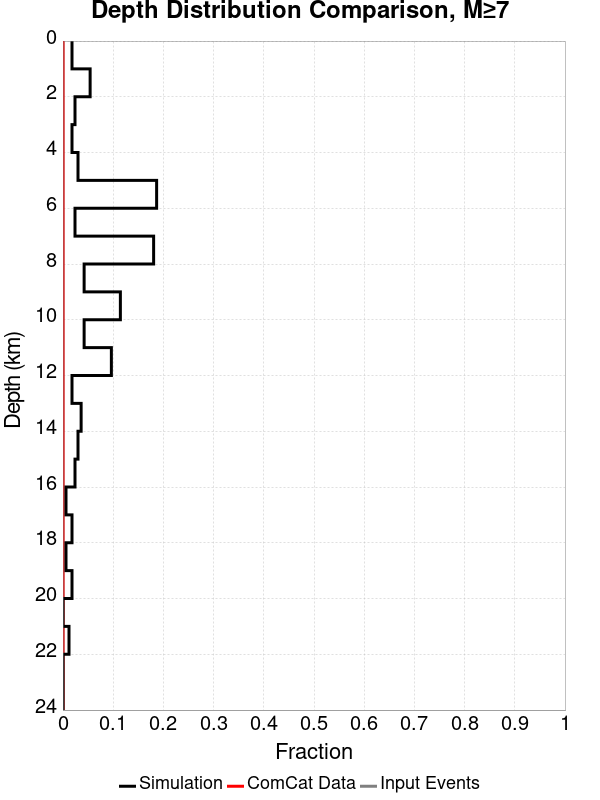 Depth Distribution Comparison, M≥7
0
2
4
6
8
10
12
14
16
18
20
22
24
Depth (km)
0 0.1 0.2 0.3 0.4 0.5 0.6 0.7 0.8 0.9 1
Fraction
Simulation ComCat Data Input Events